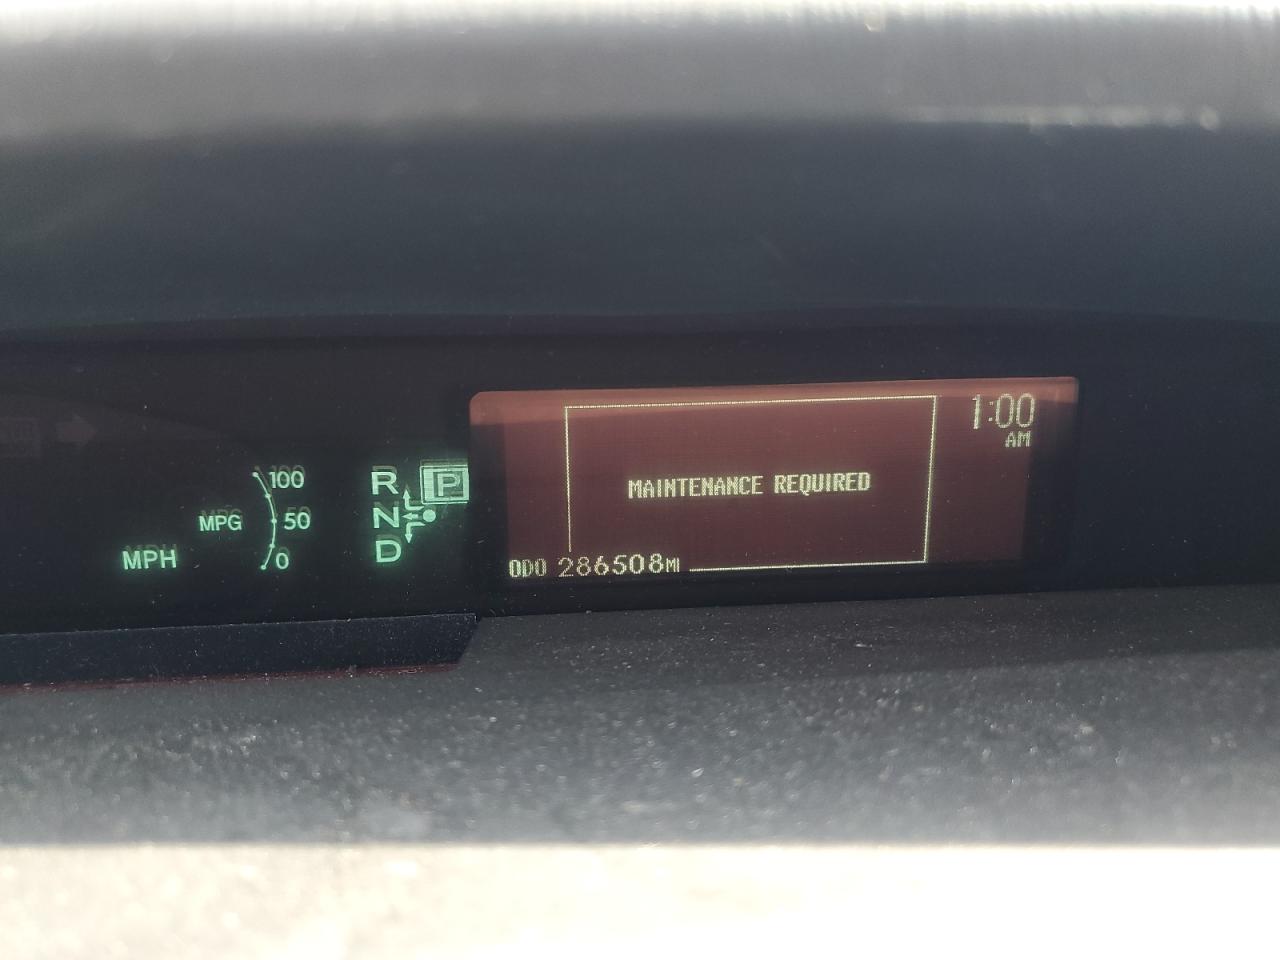 1:00
AM
MAINTENANCE REQUIRED
100
MPG 50
MPH 0
R P
N
D
ODO 286508MI